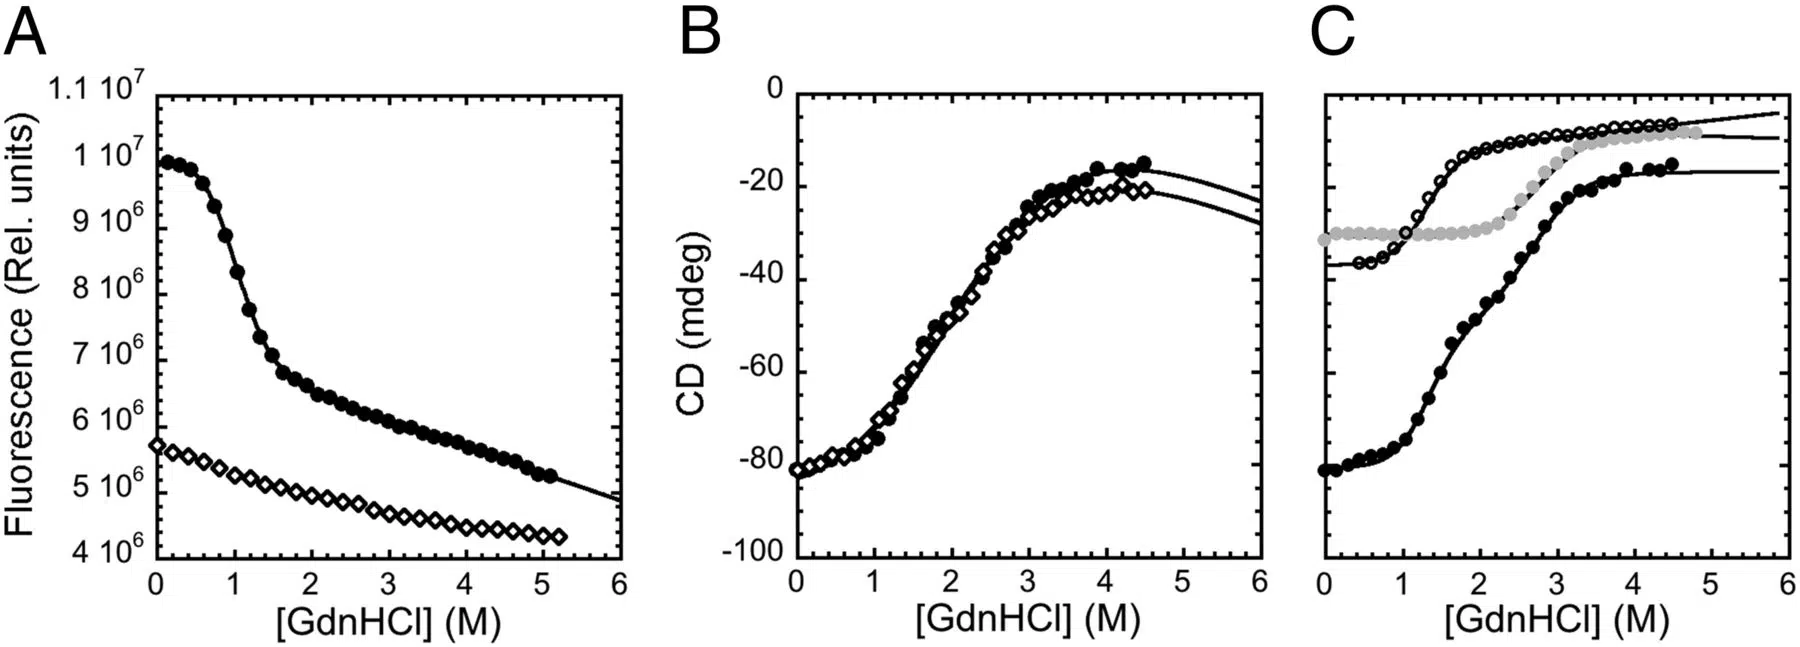 A
B
C
Fluorescence (Rel. units)
1.1 10⁷
1 10⁷
9 10⁶
8 10⁶
7 10⁶
6 10⁶
5 10⁶
4 10⁶
0 1 2 3 4 5 6
[GdnHCl] (M)
CD (mdeg)
0
-20
-40
-60
-80
-100
0 1 2 3 4 5 6
[GdnHCl] (M)
0 1 2 3 4 5 6
[GdnHCl] (M)